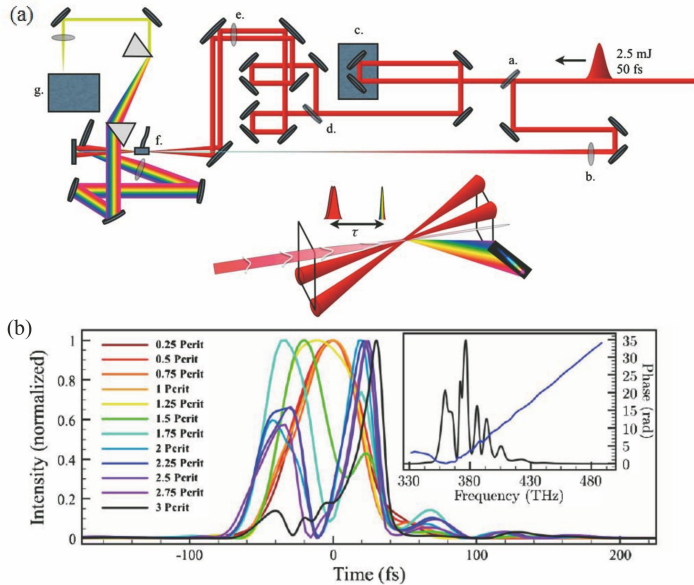 (a)
e.
c.
a.
2.5 mJ
50 fs
g.
d.
f.
b.
τ
(b)
Intensity (normalized)
1
0.8
0.6
0.4
0.2
0
0.25 Pcrit
0.5 Pcrit
0.75 Pcrit
1 Pcrit
1.25 Pcrit
1.5 Pcrit
1.75 Pcrit
2 Pcrit
2.25 Pcrit
2.5 Pcrit
2.75 Pcrit
3 Pcrit
35
30
25
20
15
10
5
0
Phase (rad)
330 380 430 480
Frequency (THz)
-100 0 100 200
Time (fs)